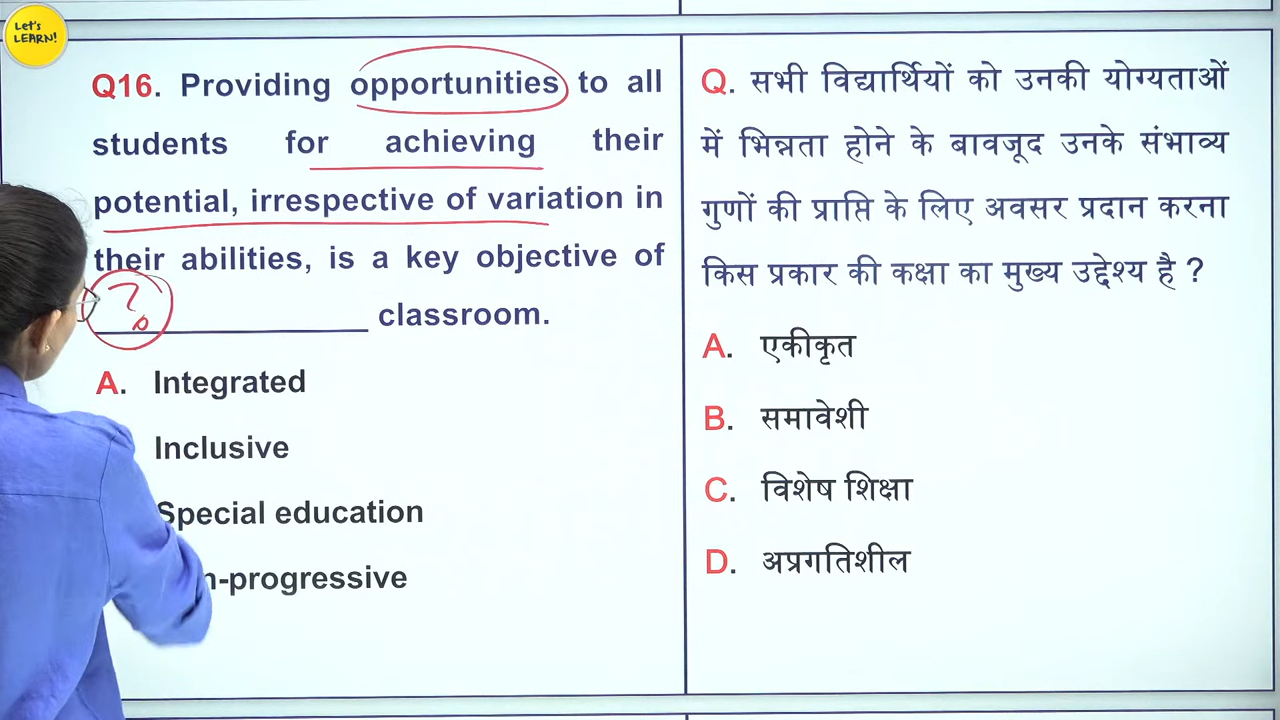 Let's
LEARN!
Q16. Providing opportunities to all
students for achieving their
potential, irrespective of variation in
their abilities, is a key objective of
? ____________ classroom.
A. Integrated
Inclusive
Special education
-progressive
Q. सभी विद्यार्थियों को उनकी योग्यताओं
में भिन्नता होने के बावजूद उनके संभाव्य
गुणों की प्राप्ति के लिए अवसर प्रदान करना
किस प्रकार की कक्षा का मुख्य उद्देश्य है ?
A. एकीकृत
B. समावेशी
C. विशेष शिक्षा
D. अप्रगतिशील